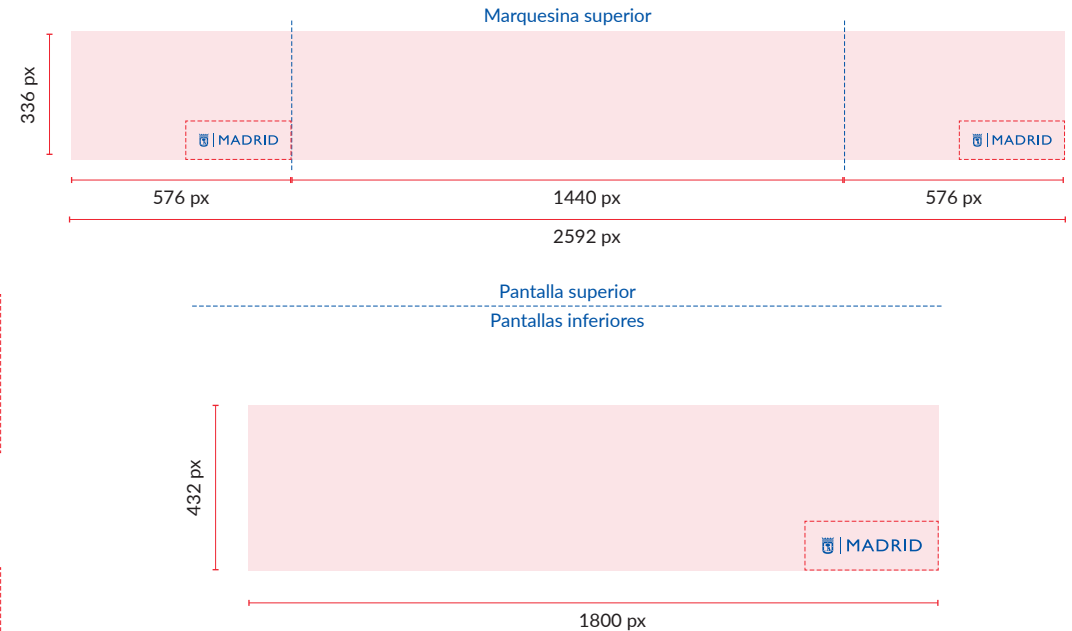 Marquesina superior
336 px
MADRID
MADRID
576 px
1440 px
576 px
2592 px
Pantalla superior
Pantallas inferiores
432 px
MADRID
1800 px